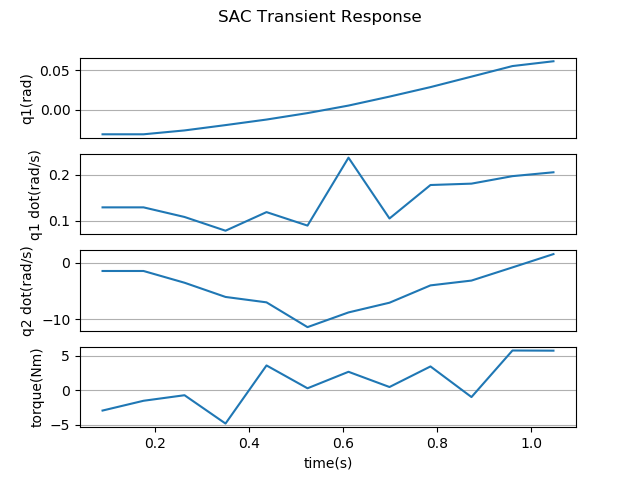 SAC Transient Response
q1(rad)
0.05
0.00
q1 dot(rad/s)
0.2
0.1
q2 dot(rad/s)
0
−10
torque(Nm)
5
0
−5
0.2 0.4 0.6 0.8 1.0
time(s)